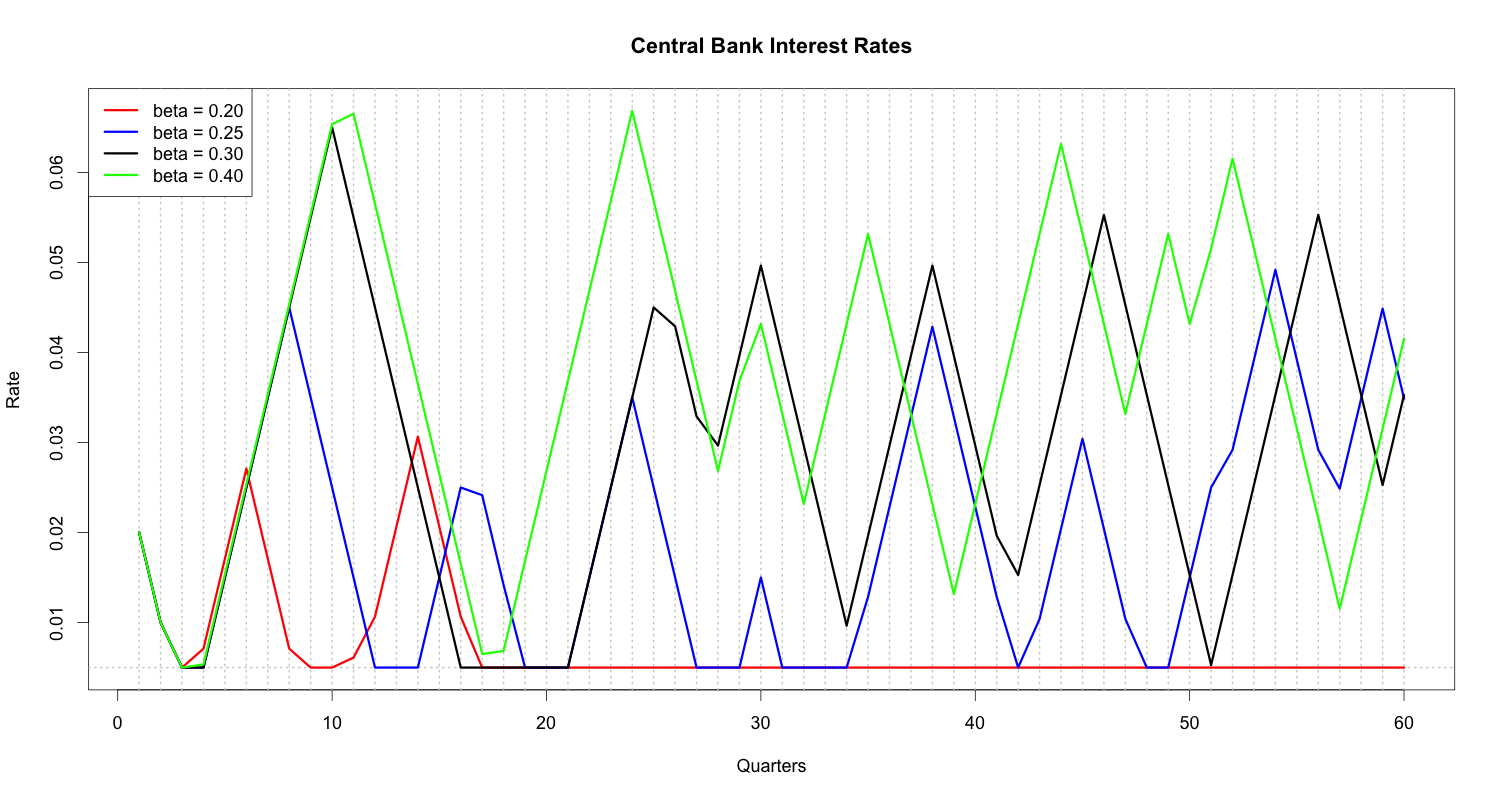 Central Bank Interest Rates
beta = 0.20
beta = 0.25
beta = 0.30
beta = 0.40
Rate
0.06
0.05
0.04
0.03
0.02
0.01
0 10 20 30 40 50 60
Quarters